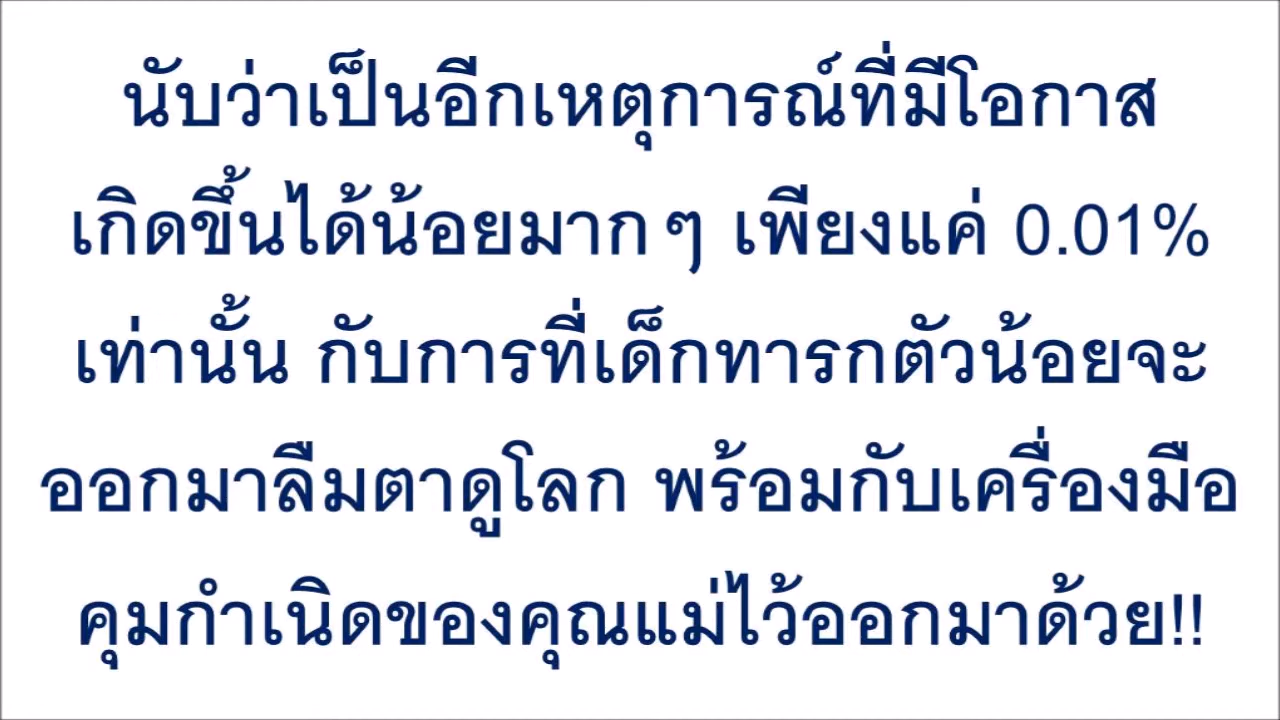 นับว่าเป็นอีกเหตุการณ์ที่มีโอกาส
เกิดขึ้นได้น้อยมาก ๆ เพียงแค่ 0.01%
เท่านั้น กับการที่เด็กทารกตัวน้อยจะ
ออกมาลืมตาดูโลก พร้อมกับเครื่องมือ
คุมกำเนิดของคุณแม่ไว้ออกมาด้วย!!